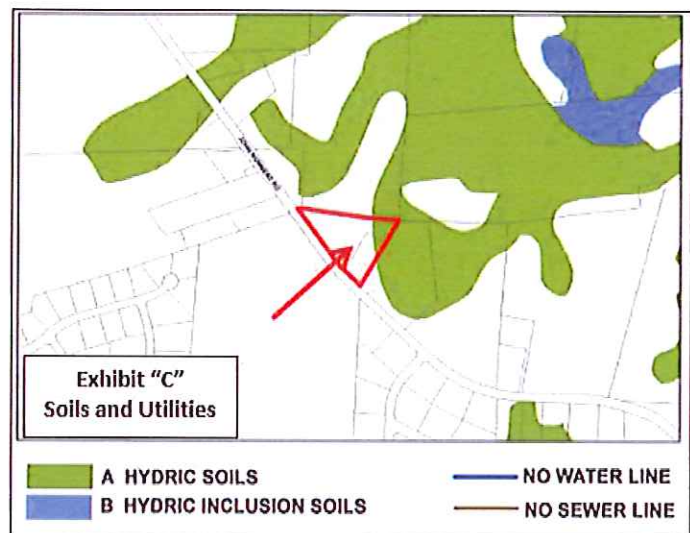 Exhibit “C”
Soils and Utilities
A HYDRIC SOILS
B HYDRIC INCLUSION SOILS
NO WATER LINE
NO SEWER LINE